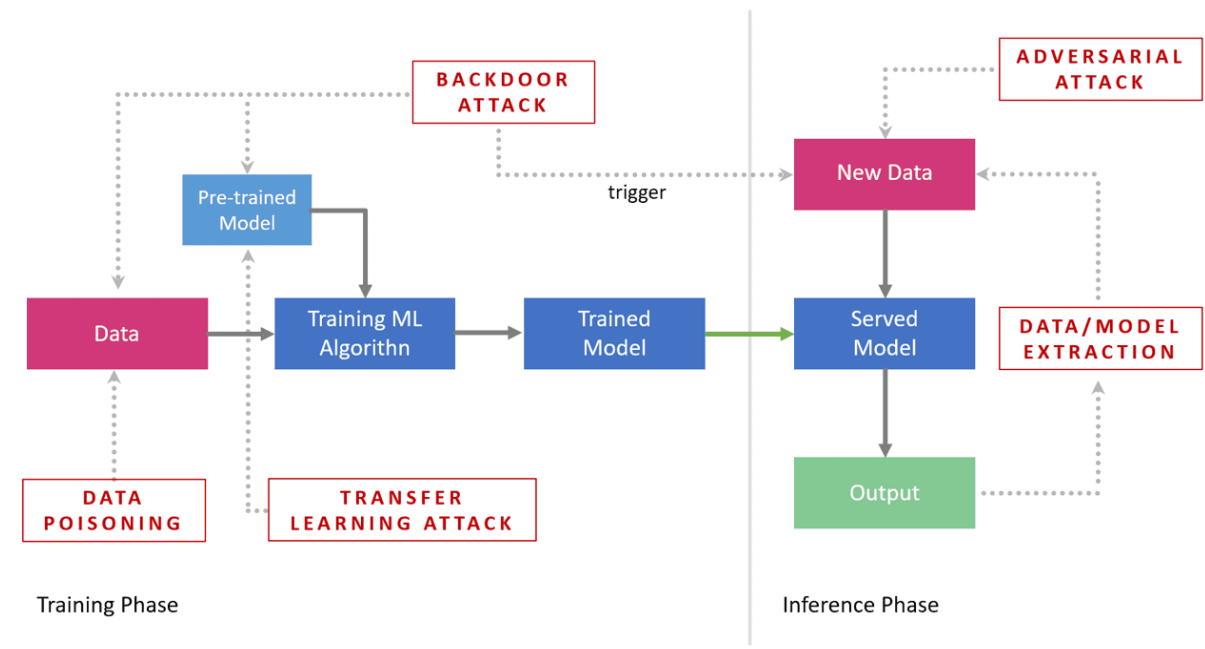 BACKDOOR
ATTACK
ADVERSARIAL
ATTACK
New Data
trigger
Pre-trained
Model
Data
Training ML
Algorithn
Trained
Model
Served
Model
DATA/MODEL
EXTRACTION
Output
DATA
POISONING
TRANSFER
LEARNING ATTACK
Training Phase
Inference Phase